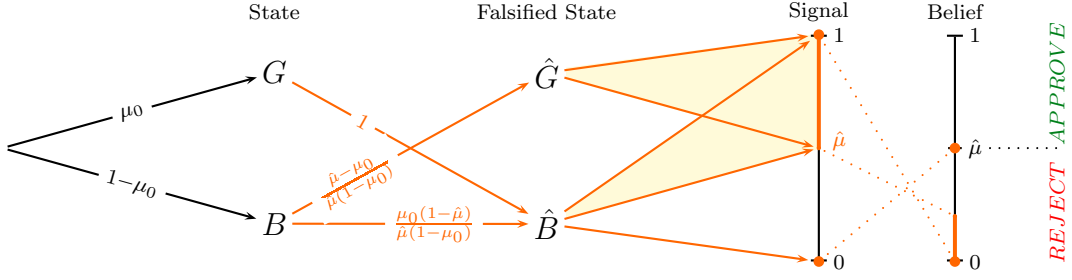 State
Falsified State
Signal
Belief
G
B
Ĝ
B̂
μ₀
1−μ₀
1
μ̂−μ₀
μ̂(1−μ₀)
μ₀(1−μ̂)
μ̂(1−μ₀)
1
μ̂
0
1
μ̂
0
APPROVE
REJECT